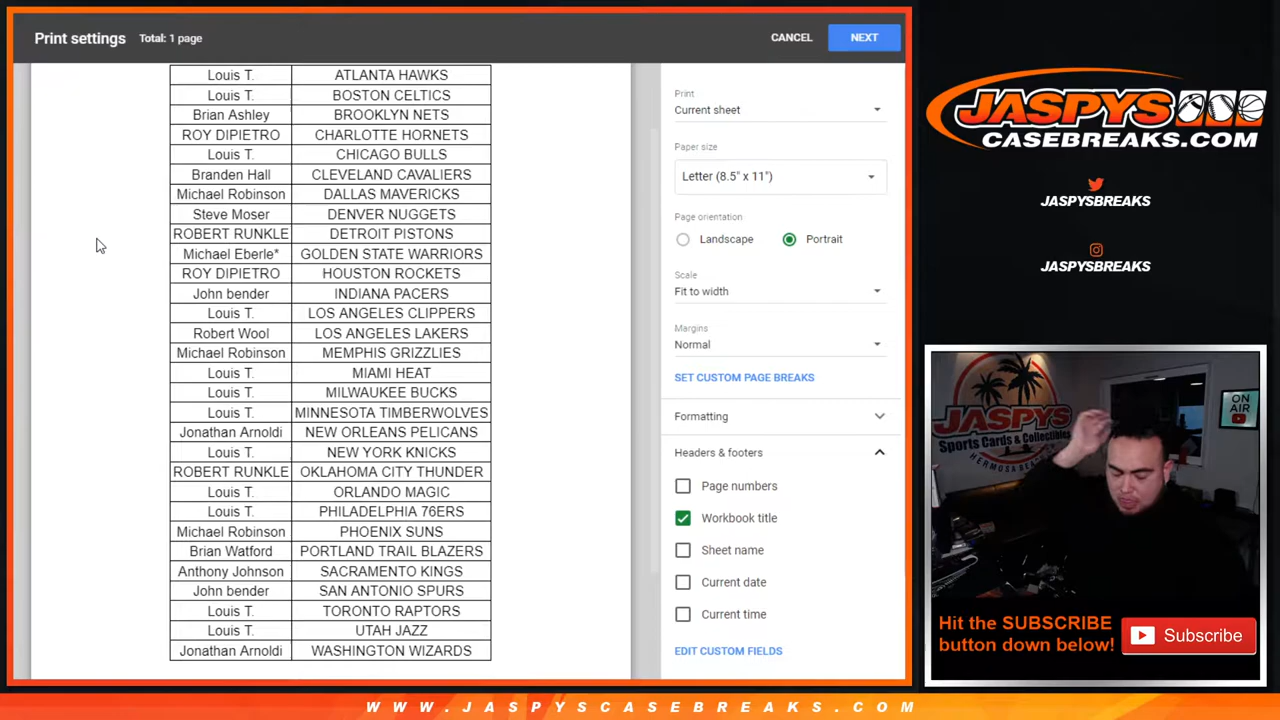 Print settings Total: 1 page CANCEL NEXT
Louis T. ATLANTA HAWKS
Louis T. BOSTON CELTICS
Brian Ashley BROOKLYN NETS
ROY DIPIETRO CHARLOTTE HORNETS
Louis T. CHICAGO BULLS
Branden Hall CLEVELAND CAVALIERS
Michael Robinson DALLAS MAVERICKS
Steve Moser DENVER NUGGETS
ROBERT RUNKLE DETROIT PISTONS
Michael Eberle* GOLDEN STATE WARRIORS
ROY DIPIETRO HOUSTON ROCKETS
John bender INDIANA PACERS
Louis T. LOS ANGELES CLIPPERS
Robert Wool LOS ANGELES LAKERS
Michael Robinson MEMPHIS GRIZZLIES
Louis T. MIAMI HEAT
Louis T. MILWAUKEE BUCKS
Louis T. MINNESOTA TIMBERWOLVES
Jonathan Arnoldi NEW ORLEANS PELICANS
Louis T. NEW YORK KNICKS
ROBERT RUNKLE OKLAHOMA CITY THUNDER
Louis T. ORLANDO MAGIC
Louis T. PHILADELPHIA 76ERS
Michael Robinson PHOENIX SUNS
Brian Watford PORTLAND TRAIL BLAZERS
Anthony Johnson SACRAMENTO KINGS
John bender SAN ANTONIO SPURS
Louis T. TORONTO RAPTORS
Louis T. UTAH JAZZ
Jonathan Arnoldi WASHINGTON WIZARDS
Print
Current sheet
Paper size
Letter (8.5" x 11")
Page orientation
Landscape Portrait
Scale
Fit to width
Margins
Normal
SET CUSTOM PAGE BREAKS
Formatting
Headers & footers
Page numbers
Workbook title
Sheet name
Current date
Current time
EDIT CUSTOM FIELDS
JASPYS
CASEBREAKS.COM
JASPYSBREAKS
JASPYSBREAKS
JASPYS
Sports Cards & Collectibles
HERMOSA BEACH
ON
AIR
Hit the SUBSCRIBE
button down below!
Subscribe
WWW.JASPYSCASEBREAKS.COM